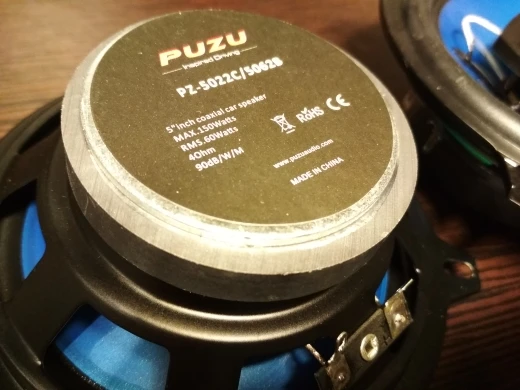 PUZU
Inspired Driving
PZ-5022C/5062B
5"inch coaxial car speaker
MAX.150Watts
RMS.60Watts
4Ohm
90dB/W/M
RoHS CE
www.puzuaudio.com
MADE IN CHINA